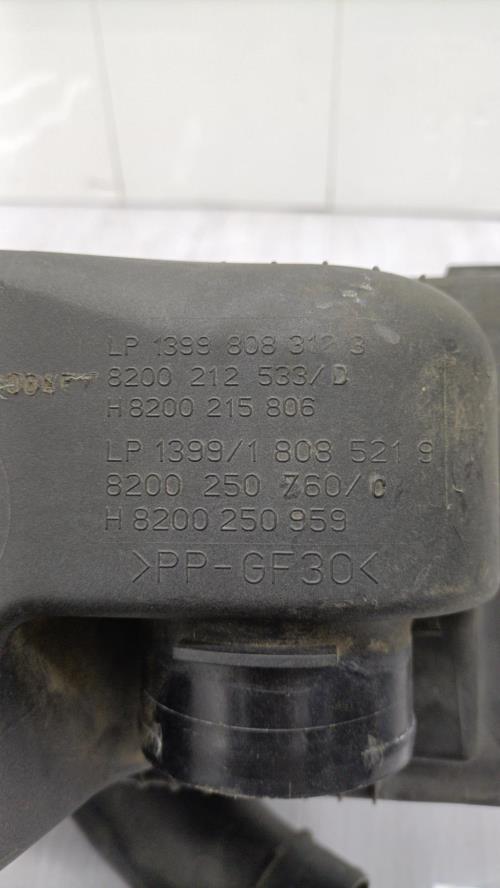 LP 1399 808 312 3
8200 212 533/D
H8200 215 806
LP 1399/1 808 521 9
8200 250 760/C
H 8200 250 959
>PP-GF30<